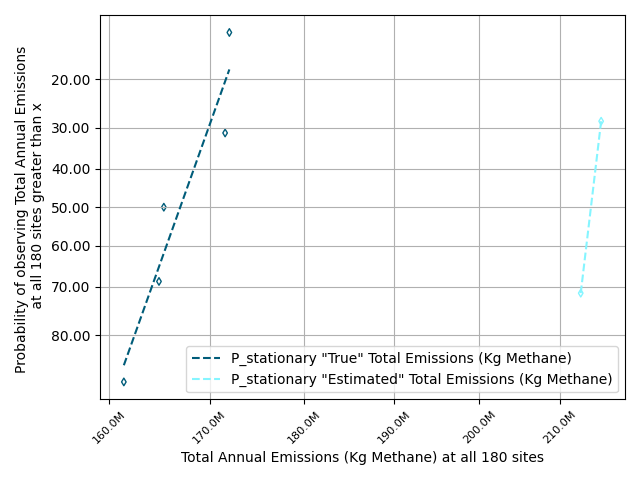 Probability of observing Total Annual Emissions
at all 180 sites greater than x
20.00
30.00
40.00
50.00
60.00
70.00
80.00
P_stationary "True" Total Emissions (Kg Methane)
P_stationary "Estimated" Total Emissions (Kg Methane)
160.0M
170.0M
180.0M
190.0M
200.0M
210.0M
Total Annual Emissions (Kg Methane) at all 180 sites